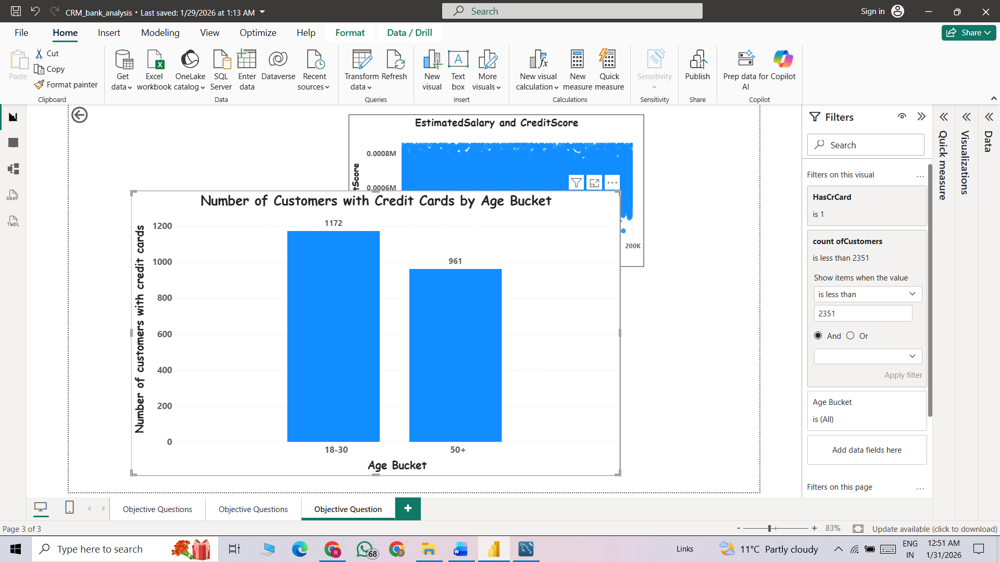 CRM_bank_analysis • Last saved: 1/29/2026 at 1:13 AM
Search
Sign in
File
Home
Insert
Modeling
View
Optimize
Help
Format
Data / Drill
Share
Paste
Cut
Copy
Format painter
Clipboard
Get data
Excel workbook
OneLake catalog
SQL Server
Enter data
Dataverse
Recent sources
Data
Transform data
Refresh
Queries
New visual
Text box
More visuals
Insert
New visual calculation
New measure
Quick measure
Calculations
Sensitivity
Sensitivity
Publish
Share
Prep data for AI
Copilot
Copilot
DAX
TMDL
EstimatedSalary and CreditScore
0.0008M
0.0006M
tScore
200K
Number of Customers with Credit Cards by Age Bucket
Number of customers with credit cards
1200
1000
800
600
400
200
0
1172
961
18-30
50+
Age Bucket
Filters
Search
Filters on this visual
...
HasCrCard
is 1
count ofCustomers
is less than 2351
Show items when the value
is less than
2351
And
Or
Apply filter
Age Bucket
is (All)
Add data fields here
Filters on this page
...
Quick measure
Visualizations
Data
Objective Questions
Objective Questions
Objective Question
+
Page 3 of 3
- + 83%
Update available (click to download)
Type here to search
68
Links
11°C Partly cloudy
ENG
IN
12:51 AM
1/31/2026